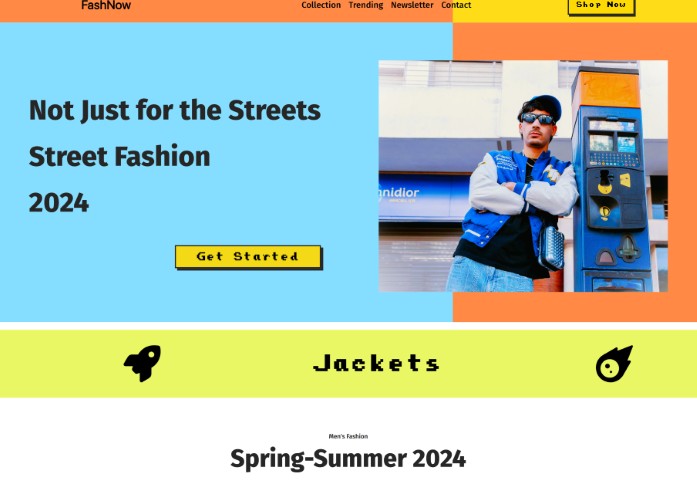 FashNow
Collection Trending Newsletter Contact
Shop Now
Not Just for the Streets
Street Fashion
2024
Get Started
nidior
Jackets
Men's Fashion
Spring-Summer 2024